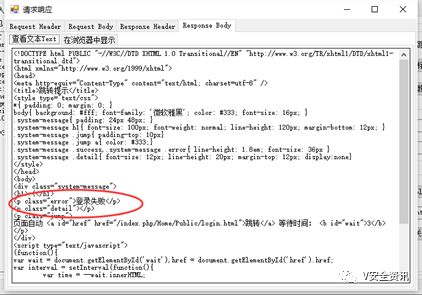 请求响应
Request Header Request Body Response Header Response Body
查看文本Text 在浏览器中显示
<!DOCTYPE html PUBLIC "-//W3C//DTD XHTML 1.0 Transitional//EN" "http://www.w3.org/TR/xhtml1/DTD/xhtml1-
transitional.dtd">
<html xmlns="http://www.w3.org/1999/xhtml">
<head>
<meta http-equiv="Content-Type" content="text/html; charset=utf-8" />
<title>跳转提示</title>
<style type="text/css">
*{ padding: 0; margin: 0; }
body{ background: #fff; font-family: '微软雅黑'; color: #333; font-size: 16px; }
.system-message{ padding: 24px 48px; }
.system-message h1{ font-size: 100px; font-weight: normal; line-height: 120px; margin-bottom: 12px; }
.system-message .jump{ padding-top: 10px}
.system-message .jump a{ color: #333;}
.system-message .success,.system-message .error{ line-height: 1.8em; font-size: 36px }
.system-message .detail{ font-size: 12px; line-height: 20px; margin-top: 12px; display:none}
</style>
</head>
<body>
<div class="system-message">
<h1>:(</h1>
<p class="error">登录失败</p>
<p class="detail"></p>
<p class="jump">
页面自动 <a id="href" href="/index.php/Home/Public/login.html">跳转</a> 等待时间： <b id="wait">3</b>
</p>
</div>
<script type="text/javascript">
(function(){
var wait = document.getElementById('wait'),href = document.getElementById('href').href;
var interval = setInterval(function(){
var time = --wait.innerHTML;
V安全资讯